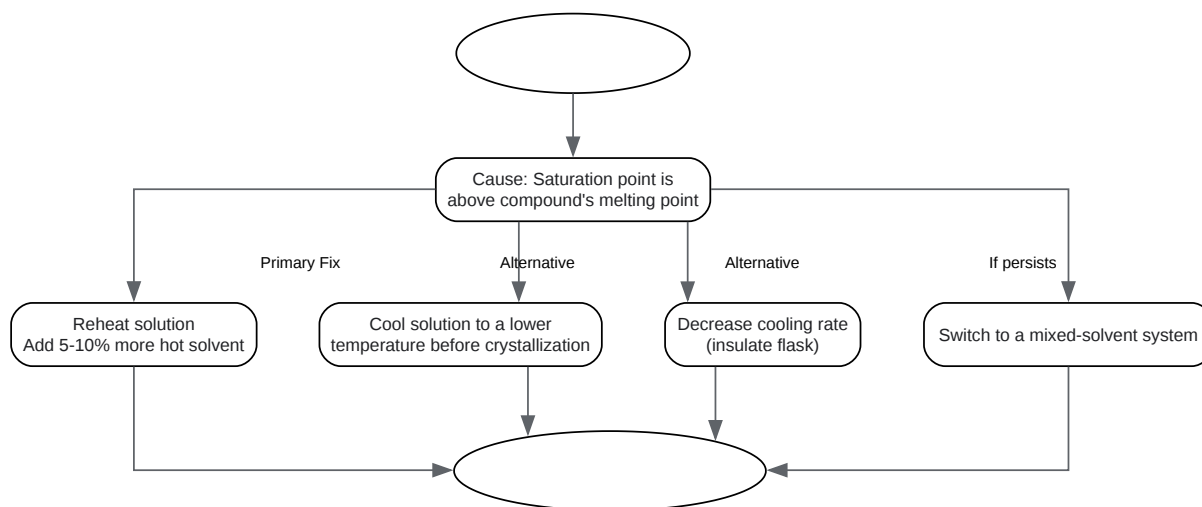 Cause: Saturation point is
above compound's melting point
Primary Fix
Alternative
Alternative
If persists
Reheat solution
Add 5-10% more hot solvent
Cool solution to a lower
temperature before crystallization
Decrease cooling rate
(insulate flask)
Switch to a mixed-solvent system